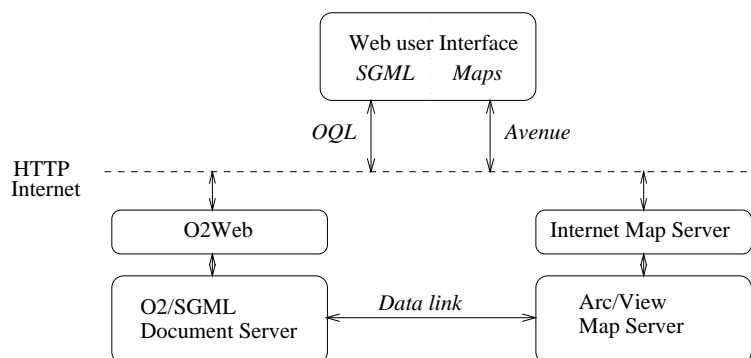 Web user Interface
SGML Maps
OQL Avenue
HTTP
Internet
O2Web Internet Map Server
O2/SGML
Document Server
Data link
Arc/View
Map Server